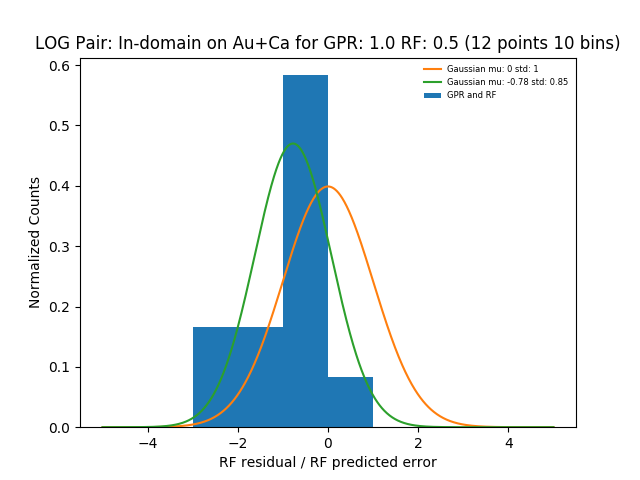 LOG Pair: In-domain on Au+Ca for GPR: 1.0 RF: 0.5 (12 points 10 bins)
Gaussian mu: 0 std: 1
Gaussian mu: -0.78 std: 0.85
GPR and RF
Normalized Counts
0.6
0.5
0.4
0.3
0.2
0.1
0.0
−4
−2
0
2
4
RF residual / RF predicted error